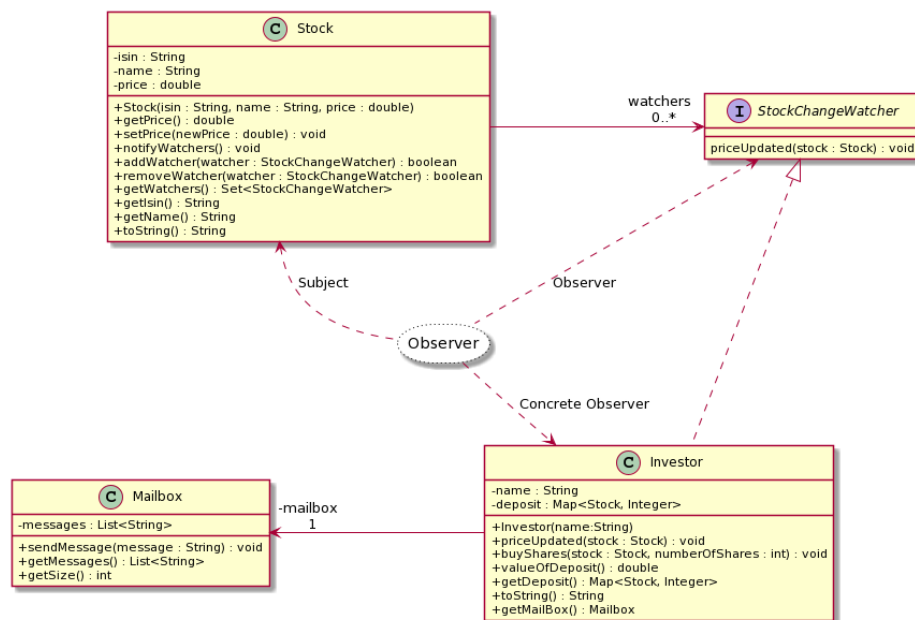 C Stock
-isin : String
-name : String
-price : double
+Stock(isin : String, name : String, price : double)
+getPrice() : double
+setPrice(newPrice : double) : void
+notifyWatchers() : void
+addWatcher(watcher : StockChangeWatcher) : boolean
+removeWatcher(watcher : StockChangeWatcher) : boolean
+getWatchers() : Set<StockChangeWatcher>
+getIsin() : String
+getName() : String
+toString() : String
watchers
0..*
I StockChangeWatcher
priceUpdated(stock : Stock) : void
Subject
Observer
Observer
Concrete Observer
C Mailbox
-messages : List<String>
+sendMessage(message : String) : void
+getMessages() : List<String>
+getSize() : int
-mailbox
1
C Investor
-name : String
-deposit : Map<Stock, Integer>
+Investor(name:String)
+priceUpdated(stock : Stock) : void
+buyShares(stock : Stock, numberOfShares : int) : void
+valueOfDeposit() : double
+getDeposit() : Map<Stock, Integer>
+toString() : String
+getMailBox() : Mailbox